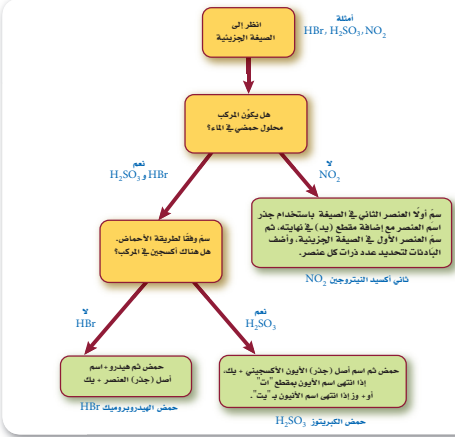 انظر إلى
الصيغة الجزيئية
أمثلة
HBr, H₂SO₃, NO₂
هل يكوّن المركب
محلول حمضي في الماء؟
نعم
H₂SO₃ و HBr
لا
NO₂
سمِّ وفقًا لطريقة الأحماض.
هل هناك أكسجين في المركب؟
سمِّ أولًا العنصر الثاني في الصيغة باستخدام جذر
اسم العنصر مع إضافة مقطع (يد) في نهايته، ثم
سمِّ العنصر الأول في الصيغة الجزيئية، وأضف
البادئات لتحديد عدد ذرات كل عنصر.
ثاني أكسيد النيتروجين NO₂
لا
HBr
نعم
H₂SO₃
حمض ثم هيدرو + اسم
أصل (جذر) العنصر + يك
حمض الهيدروبروميك HBr
حمض ثم اسم أصل (جذر) الأيون الأكسجيني + يك،
إذا انتهى اسم الأيون بمقطع "ات"
أو + وز إذا انتهى اسم الأنيون بـ "يت".
حمض الكبريتوز H₂SO₃